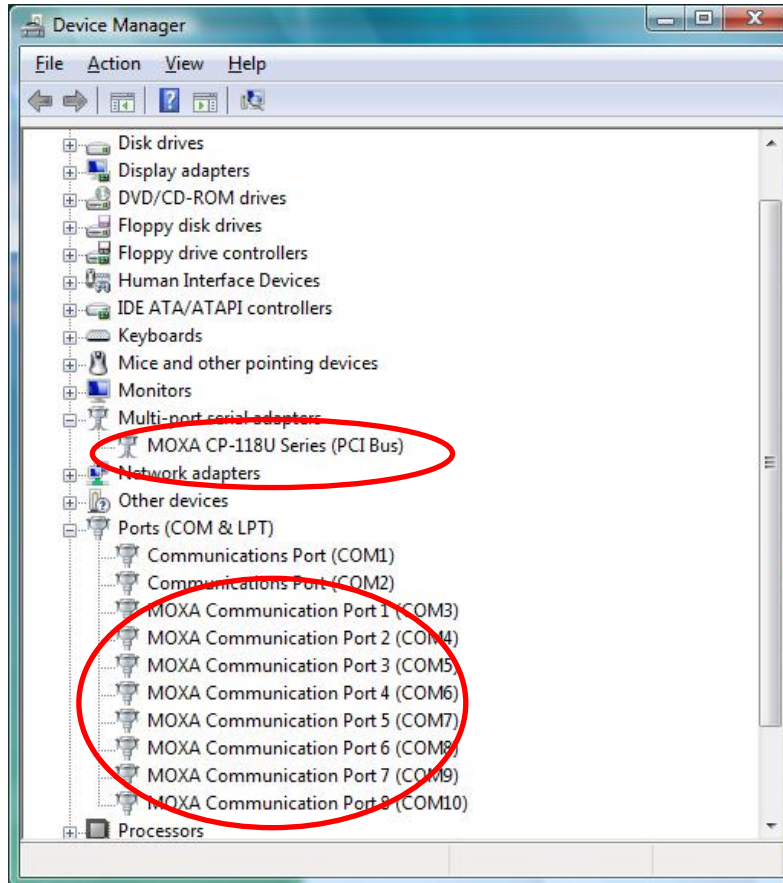 Device Manager
File Action View Help
Disk drives
Display adapters
DVD/CD-ROM drives
Floppy disk drives
Floppy drive controllers
Human Interface Devices
IDE ATA/ATAPI controllers
Keyboards
Mice and other pointing devices
Monitors
Multi-port serial adapters
MOXA CP-118U Series (PCI Bus)
Network adapters
Other devices
Ports (COM & LPT)
Communications Port (COM1)
Communications Port (COM2)
MOXA Communication Port 1 (COM3)
MOXA Communication Port 2 (COM4)
MOXA Communication Port 3 (COM5)
MOXA Communication Port 4 (COM6)
MOXA Communication Port 5 (COM7)
MOXA Communication Port 6 (COM8)
MOXA Communication Port 7 (COM9)
MOXA Communication Port 8 (COM10)
Processors